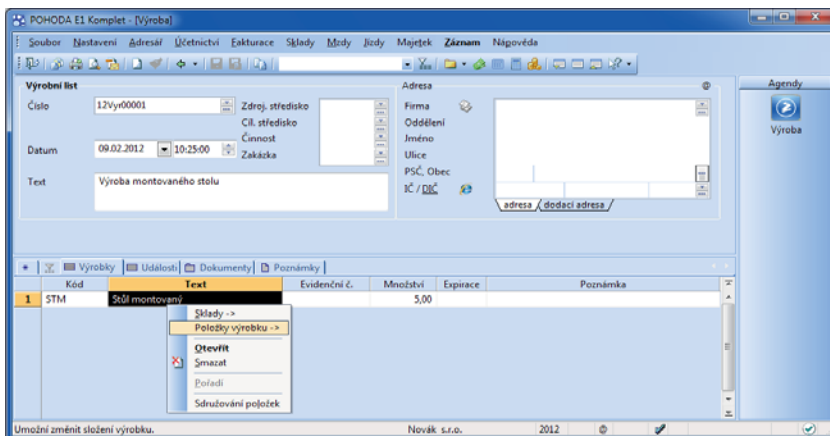 POHODA E1 Komplet - [Výroba]
Soubor Nastavení Adresář Účetnictví Fakturace Sklady Mzdy Jízdy Majetek Záznam Nápověda
Výrobní list
Číslo 12Vyr00001
Datum 09.02.2012 10:25:00
Text Výroba montovaného stolu
Zdroj. středisko
Cíl. středisko
Činnost
Zakázka
Adresa @
Firma
Oddělení
Jméno
Ulice
PSČ, Obec
IČ / DIČ
adresa dodací adresa
Agendy
Výroba
Výrobky Události Dokumenty Poznámky
Kód Text Evidenční č. Množství Expirace Poznámka
1 STM Stůl montovaný 5,00
Sklady ->
Položky výrobku ->
Otevřít
Smazat
Pořadí
Sdružování položek
Umožní změnit složení výrobku. Novák s.r.o. 2012 @